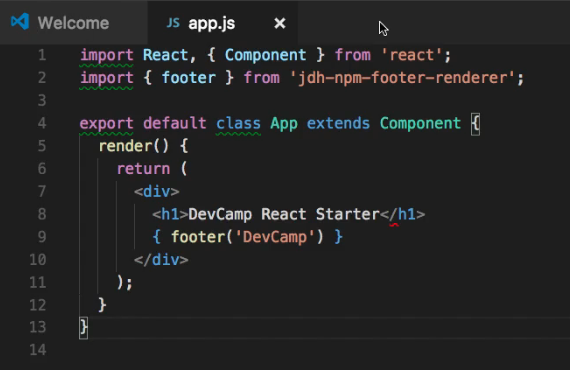 Welcome JS app.js ×
1 import React, { Component } from 'react';
2 import { footer } from 'jdh-npm-footer-renderer';
3
4 export default class App extends Component {
5   render() {
6     return (
7       <div>
8         <h1>DevCamp React Starter</h1>
9         { footer('DevCamp') }
10       </div>
11     );
12   }
13 }
14